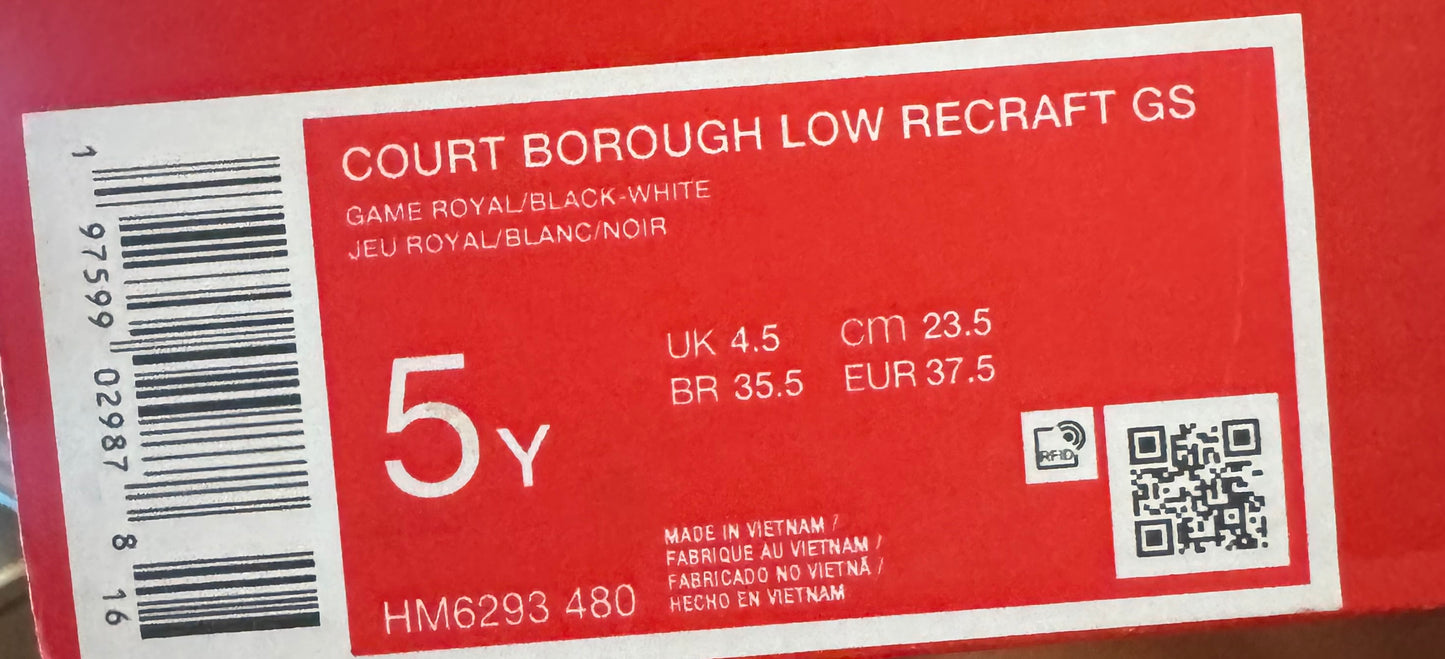 COURT BOROUGH LOW RECRAFT GS
GAME ROYAL/BLACK-WHITE
JEU ROYAL/BLANC/NOIR
5Y
UK 4.5 cm 23.5
BR 35.5 EUR 37.5
RFID
MADE IN VIETNAM /
FABRIQUE AU VIETNAM /
FABRICADO NO VIETNÃ /
HECHO EN VIETNAM
HM6293 480
1 97599 02987 8 16